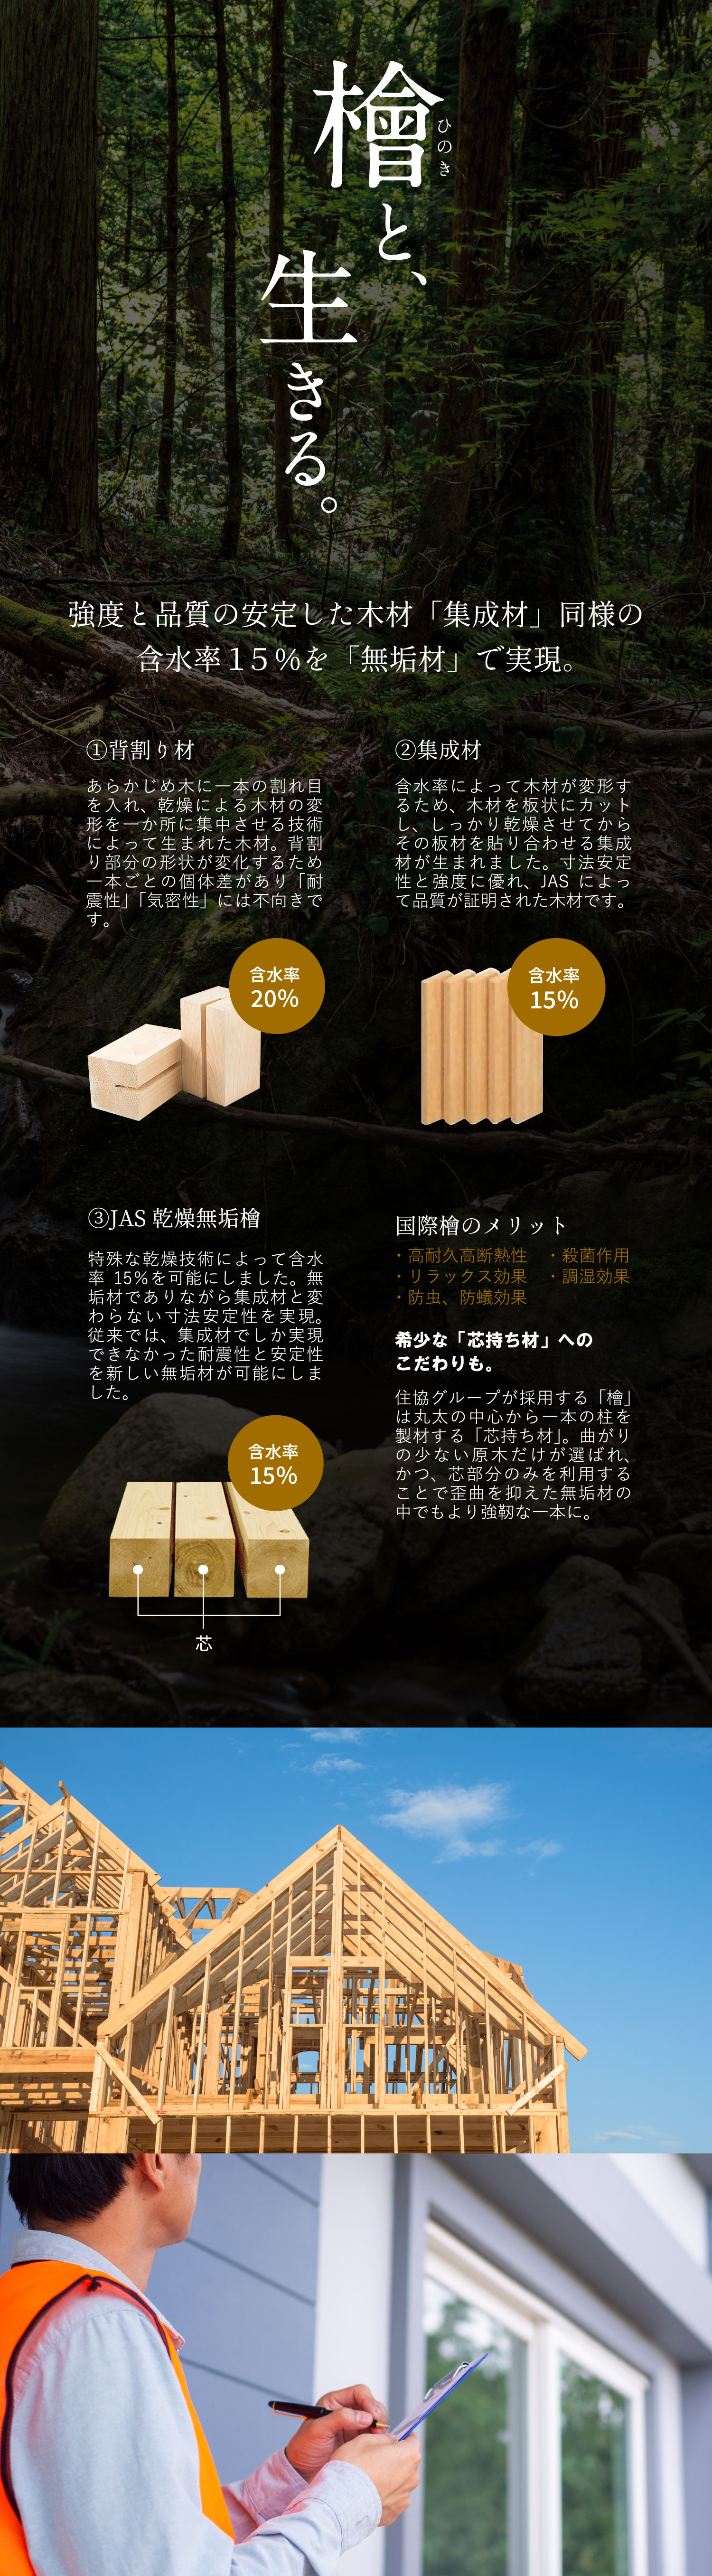 檜
ひのき
と、
生
きる。
強度と品質の安定した木材「集成材」同様の
含水率１５％を「無垢材」で実現。
①背割り材
あらかじめ木に一本の割れ目
を入れ、乾燥による木材の変
形を一か所に集中させる技術
によって生まれた木材。背割
り部分の形状が変化するため
一本ごとの個体差があり「耐
震性」「気密性」には不向きで
す。
含水率
20%
②集成材
含水率によって木材が変形す
るため、木材を板状にカット
し、しっかり乾燥させてから
その板材を貼り合わせる集成
材が生まれました。寸法安定
性と強度に優れ、JAS によっ
て品質が証明された木材です。
含水率
15%
③JAS 乾燥無垢檜
特殊な乾燥技術によって含水
率 15%を可能にしました。無
垢材でありながら集成材と変
わらない寸法安定性を実現。
従来では、集成材でしか実現
できなかった耐震性と安定性
を新しい無垢材が可能にしま
した。
含水率
15%
芯
国際檜のメリット
・高耐久高断熱性 ・殺菌作用
・リラックス効果 ・調湿効果
・防虫、防蟻効果
希少な「芯持ち材」への
こだわりも。
住協グループが採用する「檜」
は丸太の中心から一本の柱を
製材する「芯持ち材」。曲がり
の少ない原木だけが選ばれ、
かつ、芯部分のみを利用する
ことで歪曲を抑えた無垢材の
中でもより強靭な一本に。